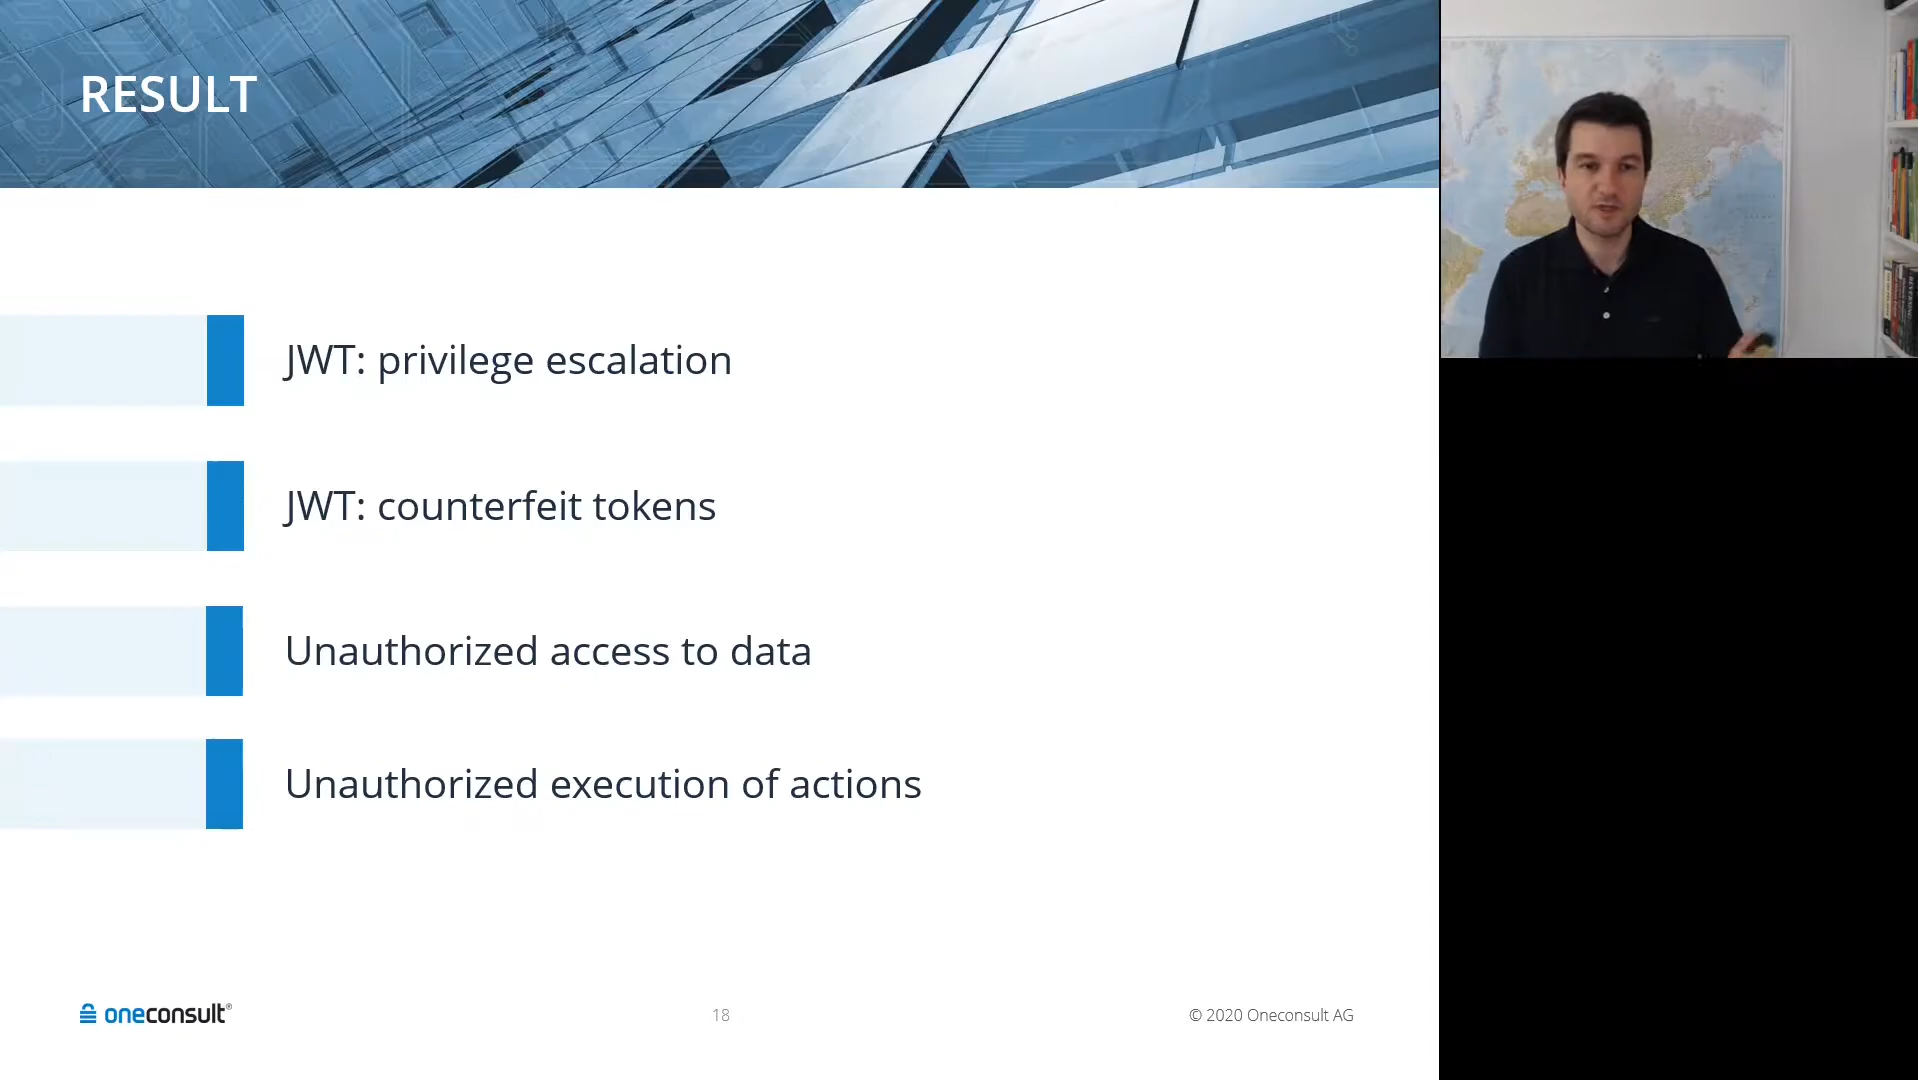 RESULT
JWT: privilege escalation
JWT: counterfeit tokens
Unauthorized access to data
Unauthorized execution of actions
oneconsult®
18
© 2020 Oneconsult AG